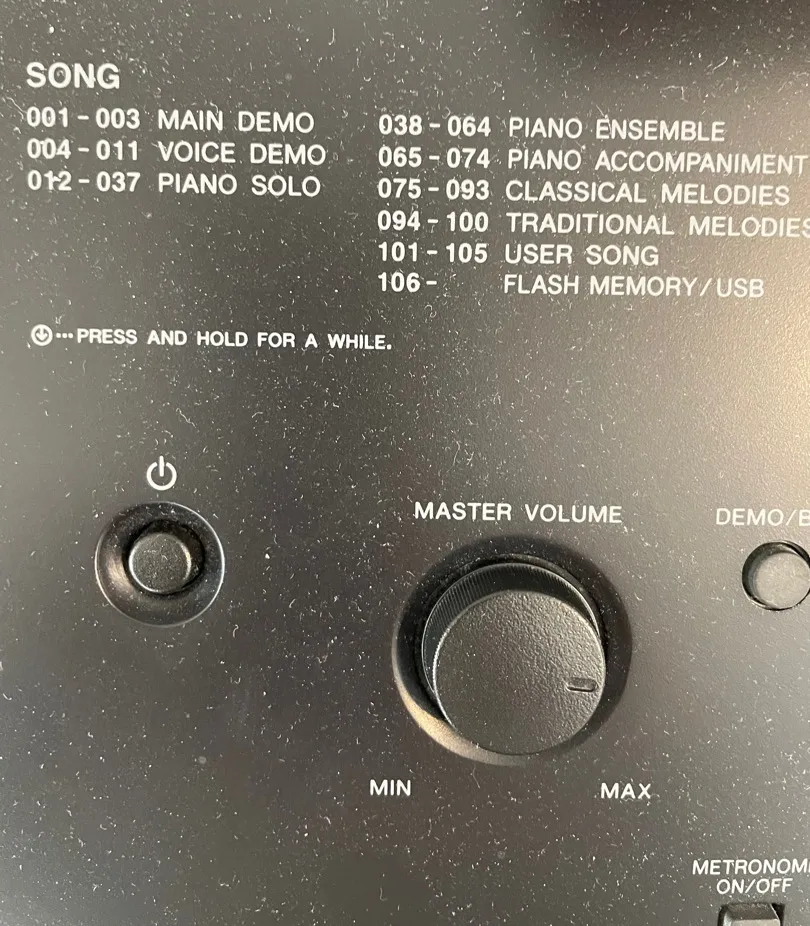 SONG
001 - 003 MAIN DEMO
004 - 011 VOICE DEMO
012 - 037 PIANO SOLO
038 - 064 PIANO ENSEMBLE
065 - 074 PIANO ACCOMPANIMENT
075 - 093 CLASSICAL MELODIES
094 - 100 TRADITIONAL MELODIES
101 - 105 USER SONG
106 - FLASH MEMORY/USB
···PRESS AND HOLD FOR A WHILE.
MASTER VOLUME
DEMO/B
MIN
MAX
METRONOM
ON/OFF